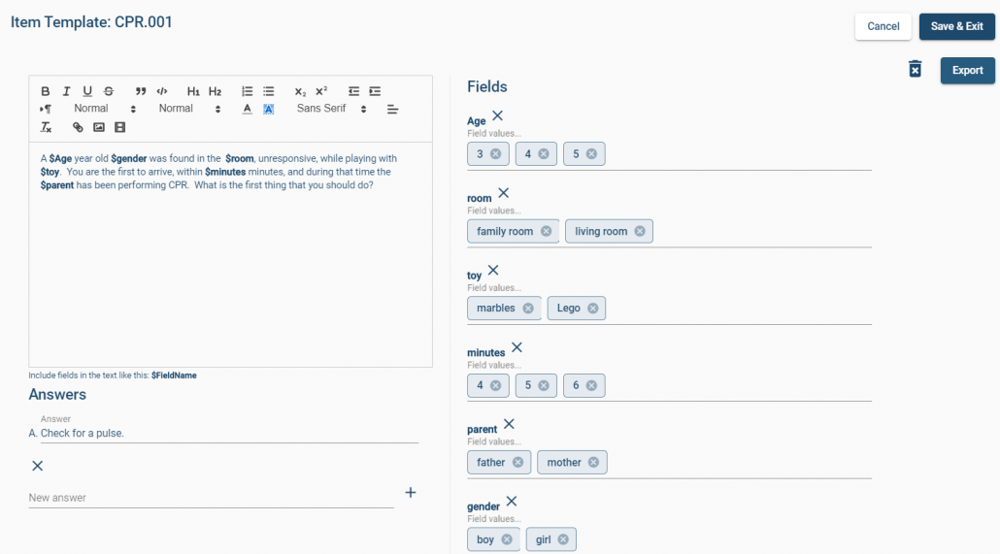 Item Template: CPR.001
Cancel
Save & Exit
Export
B I U S H1 H2 X2 X2
Normal Normal A A Sans Serif
Tx
A $Age year old $gender was found in the $room, unresponsive, while playing with
$toy. You are the first to arrive, within $minutes minutes, and during that time the
$parent has been performing CPR. What is the first thing that you should do?
Include fields in the text like this: $FieldName
Answers
Answer
A. Check for a pulse.
New answer
Fields
Age
Field values...
3 4 5
room
Field values...
family room living room
toy
Field values...
marbles Lego
minutes
Field values...
4 5 6
parent
Field values...
father mother
gender
Field values...
boy girl